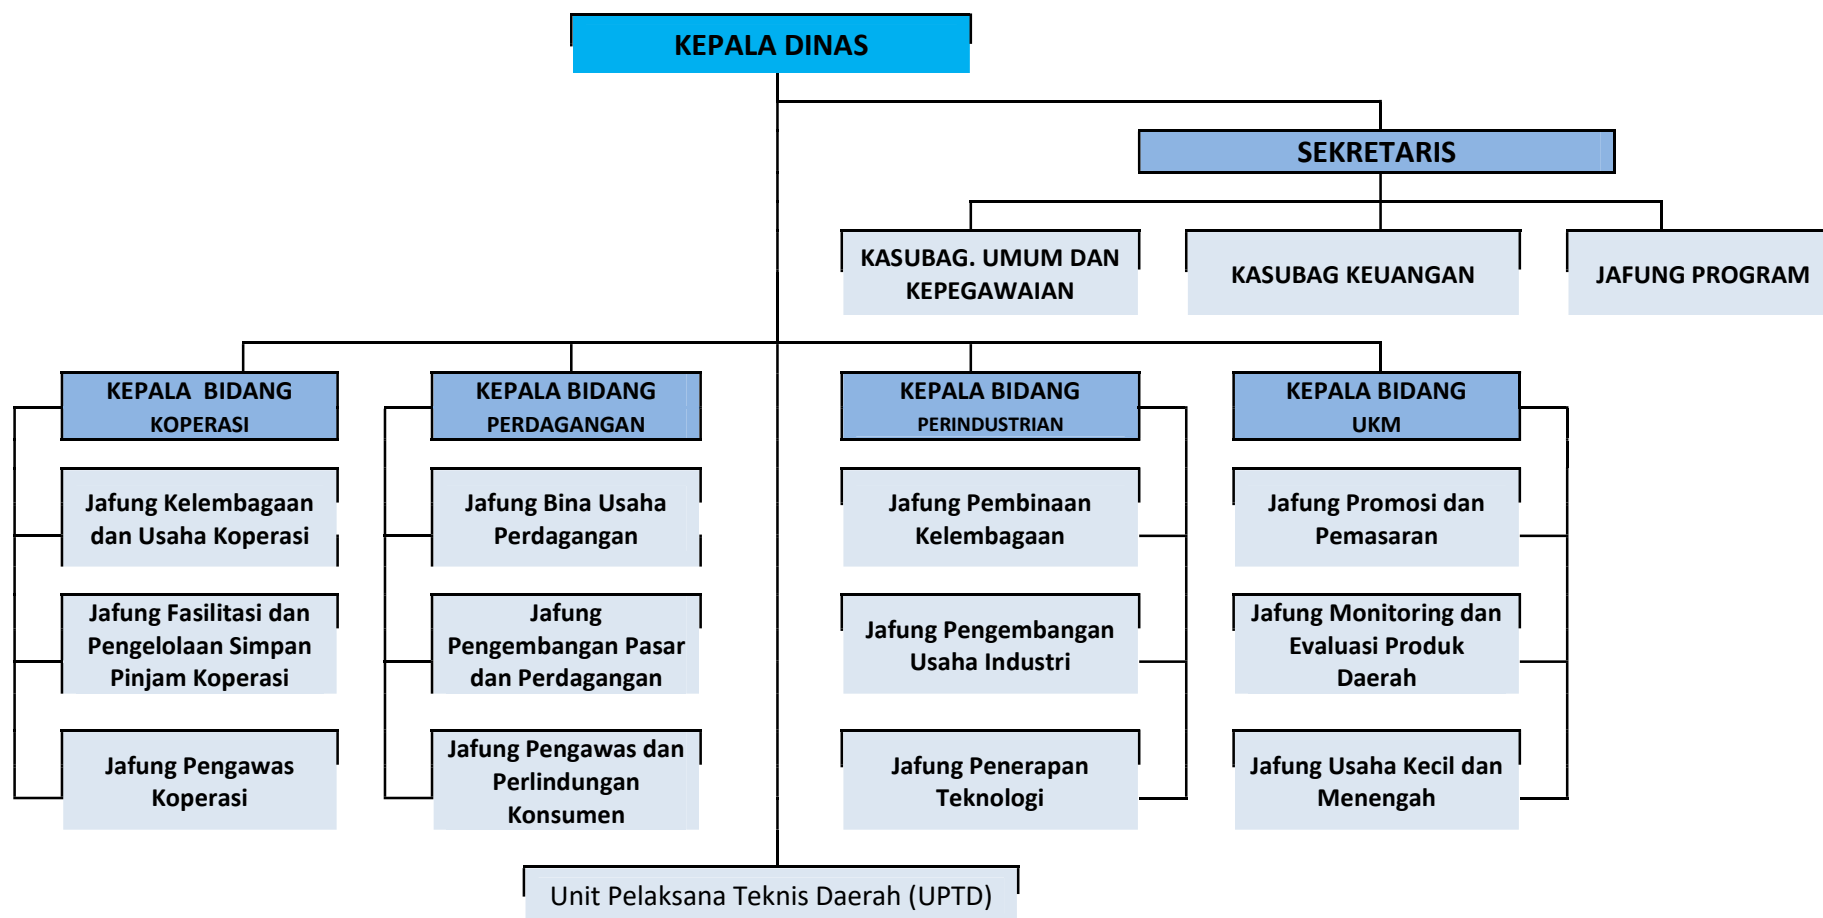 KEPALA DINAS
SEKRETARIS
KASUBAG. UMUM DAN
KEPEGAWAIAN
KASUBAG KEUANGAN
JAFUNG PROGRAM
KEPALA BIDANG
KOPERASI
KEPALA BIDANG
PERDAGANGAN
KEPALA BIDANG
PERINDUSTRIAN
KEPALA BIDANG
UKM
Jafung Kelembagaan
dan Usaha Koperasi
Jafung Bina Usaha
Perdagangan
Jafung Pembinaan
Kelembagaan
Jafung Promosi dan
Pemasaran
Jafung Fasilitasi dan
Pengelolaan Simpan
Pinjam Koperasi
Jafung
Pengembangan Pasar
dan Perdagangan
Jafung Pengembangan
Usaha Industri
Jafung Monitoring dan
Evaluasi Produk
Daerah
Jafung Pengawas
Koperasi
Jafung Pengawas dan
Perlindungan
Konsumen
Jafung Penerapan
Teknologi
Jafung Usaha Kecil dan
Menengah
Unit Pelaksana Teknis Daerah (UPTD)